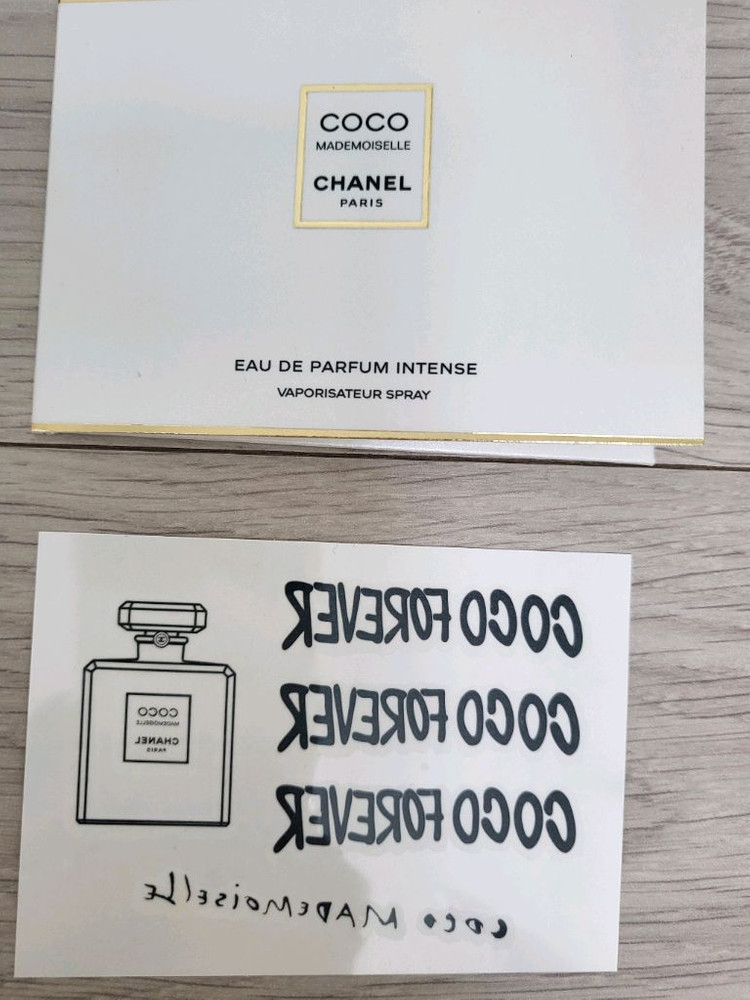 COCO
MADEMOISELLE
CHANEL
PARIS
EAU DE PARFUM INTENSE
VAPORISATEUR SPRAY
COCO FOREVER
COCO FOREVER
COCO FOREVER
COCO
MADEMOISELLE
CHANEL
PARIS
COCO MADEMOISELLE